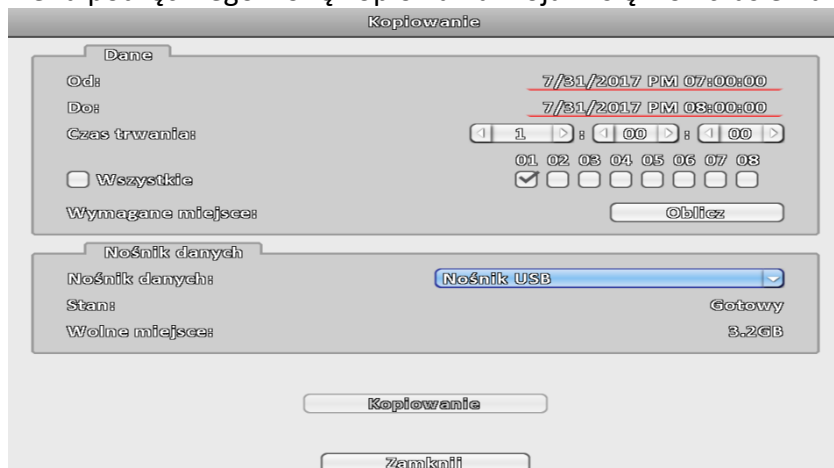 Kopiowanie
Dane
Od: 7/31/2017 PM 07:00:00
Do: 7/31/2017 PM 08:00:00
Czas trwania: 1 : 00 : 00
01 02 03 04 05 06 07 08
Wszystkie
Wymagane miejsce: Oblicz
Nośnik danych
Nośnik danych: Nośnik USB
Stan: Gotowy
Wolne miejsce: 3.2GB
Kopiowanie
Zamknij